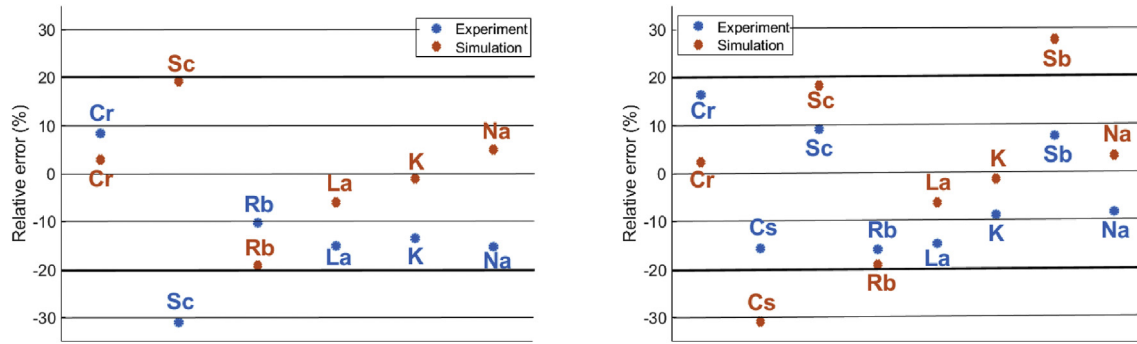 Relative error (%)
30
20
10
0
-10
-20
-30
Experiment
Simulation
Sc
Cr
Cr
Na
K
La
Rb
Rb
La
K
Na
Sc
Relative error (%)
30
20
10
0
-10
-20
-30
Experiment
Simulation
Sb
Cr
Sc
Sc
Sb
Na
Cr
K
La
Cs
Rb
La
K
Na
Rb
Cs